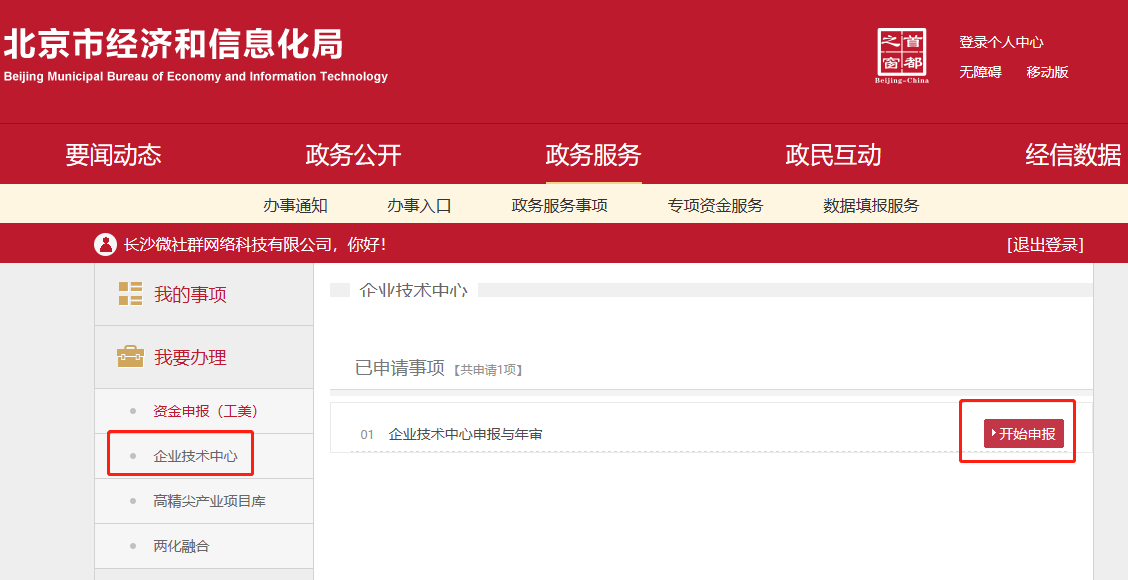 北京市经济和信息化局
Beijing Municipal Bureau of Economy and Information Technology
首都之窗
Beijing-China
登录个人中心
无障碍 移动版
要闻动态 政务公开 政务服务 政民互动 经信数据
办事通知 办事入口 政务服务事项 专项资金服务 数据填报服务
长沙微社群网络科技有限公司，你好！ [退出登录]
我的事项
我要办理
资金申报（工美）
企业技术中心
高精尖产业项目库
两化融合
企业技术中心
已申请事项【共申请1项】
01 企业技术中心申报与年审 开始申报